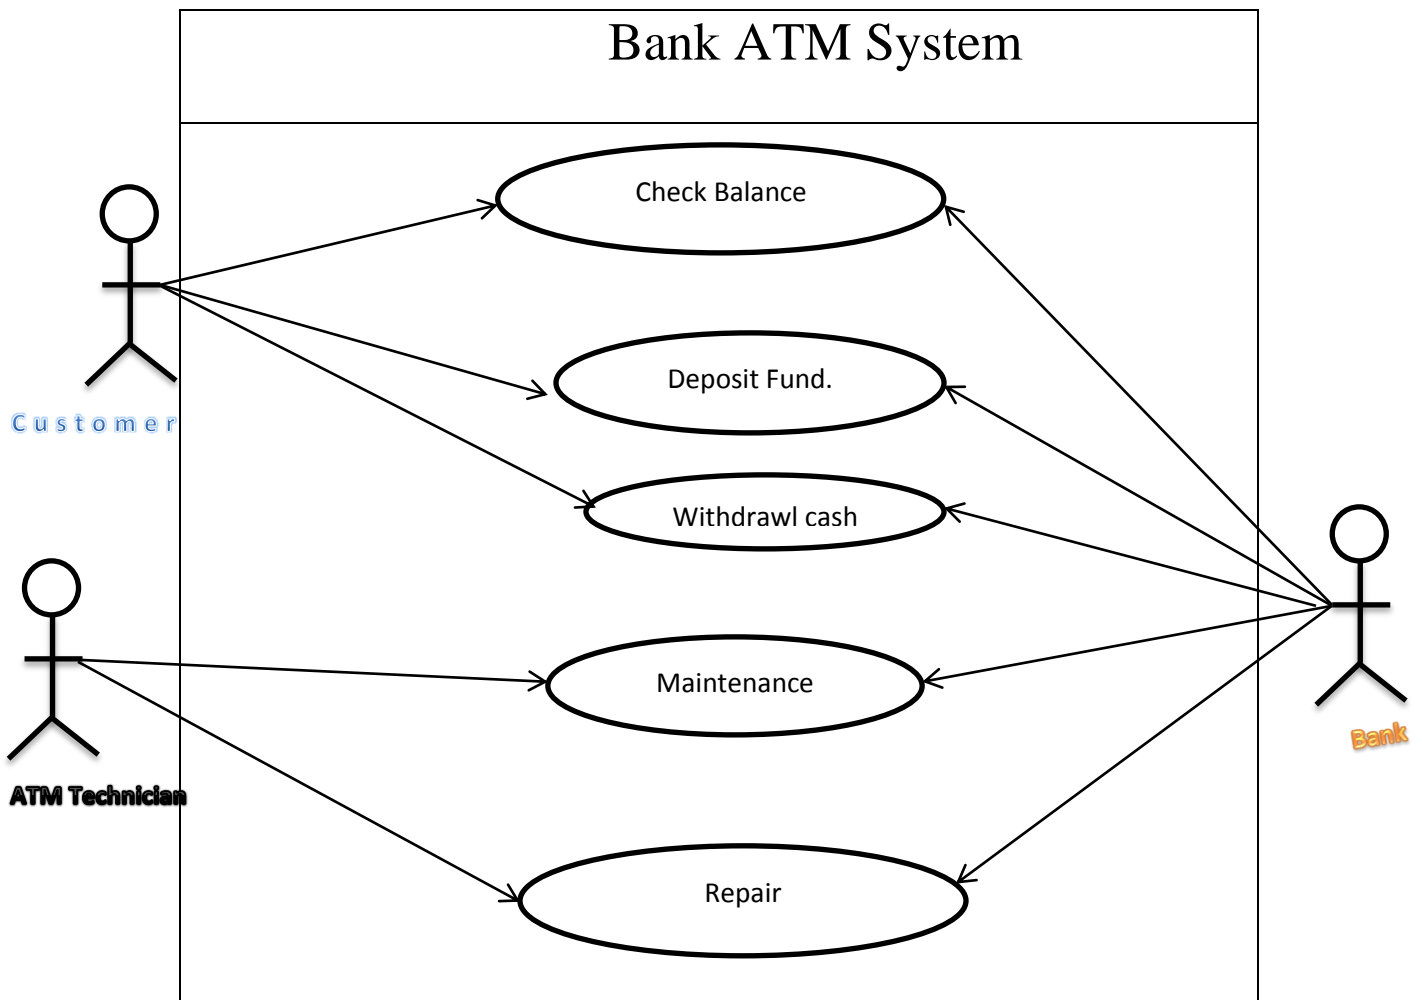 Bank ATM System
Check Balance
Deposit Fund.
Customer
Withdrawl cash
Maintenance
Bank
ATM Technician
Repair